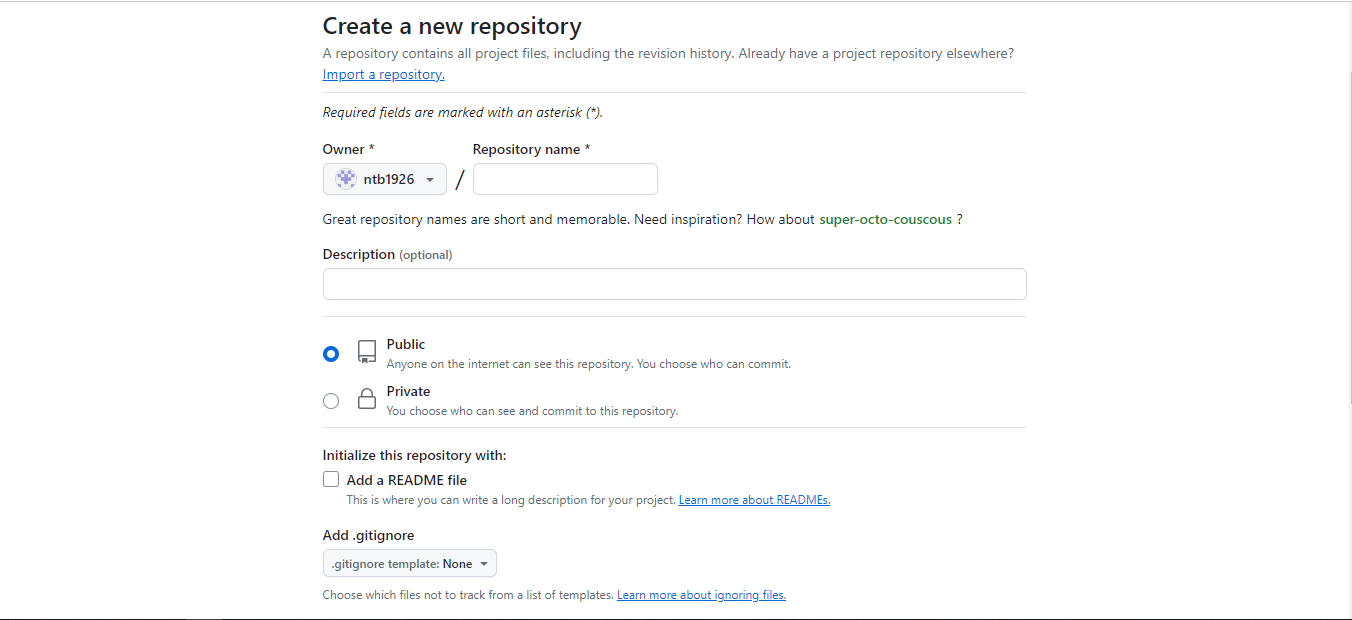 Create a new repository
A repository contains all project files, including the revision history. Already have a project repository elsewhere?
Import a repository.
Required fields are marked with an asterisk (*).
Owner * Repository name *
ntb1926 /
Great repository names are short and memorable. Need inspiration? How about super-octo-couscous ?
Description (optional)
Public
Anyone on the internet can see this repository. You choose who can commit.
Private
You choose who can see and commit to this repository.
Initialize this repository with:
Add a README file
This is where you can write a long description for your project. Learn more about READMEs.
Add .gitignore
.gitignore template: None
Choose which files not to track from a list of templates. Learn more about ignoring files.